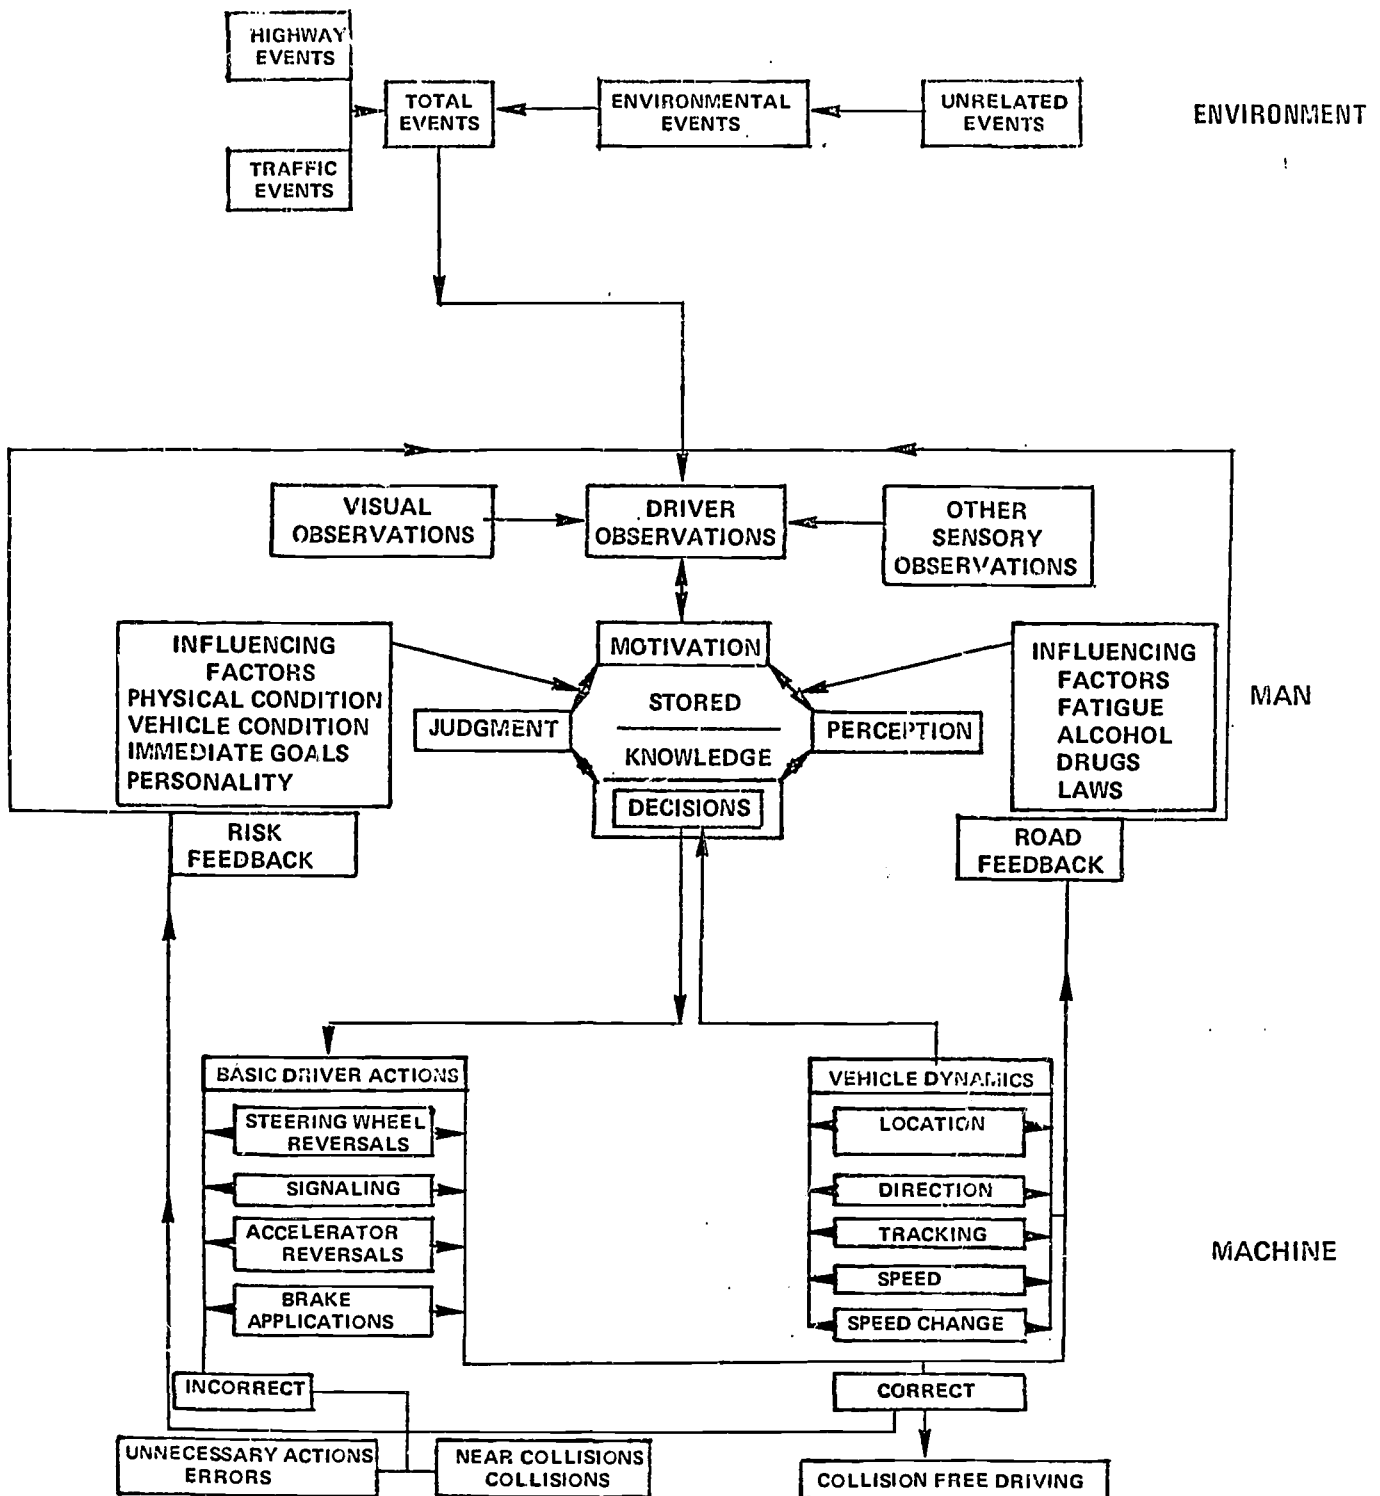 HIGHWAY
EVENTS
TOTAL
EVENTS
ENVIRONMENTAL
EVENTS
UNRELATED
EVENTS
ENVIRONMENT
TRAFFIC
EVENTS
VISUAL
OBSERVATIONS
DRIVER
OBSERVATIONS
OTHER
SENSORY
OBSERVATIONS
INFLUENCING
FACTORS
PHYSICAL CONDITION
VEHICLE CONDITION
IMMEDIATE GOALS
PERSONALITY
MOTIVATION
STORED
KNOWLEDGE
JUDGMENT
PERCEPTION
DECISIONS
INFLUENCING
FACTORS
FATIGUE
ALCOHOL
DRUGS
LAWS
MAN
RISK
FEEDBACK
ROAD
FEEDBACK
BASIC DRIVER ACTIONS
STEERING WHEEL
REVERSALS
SIGNALING
ACCELERATOR
REVERSALS
BRAKE
APPLICATIONS
VEHICLE DYNAMICS
LOCATION
DIRECTION
TRACKING
SPEED
SPEED CHANGE
MACHINE
INCORRECT
CORRECT
UNNECESSARY ACTIONS
ERRORS
NEAR COLLISIONS
COLLISIONS
COLLISION FREE DRIVING